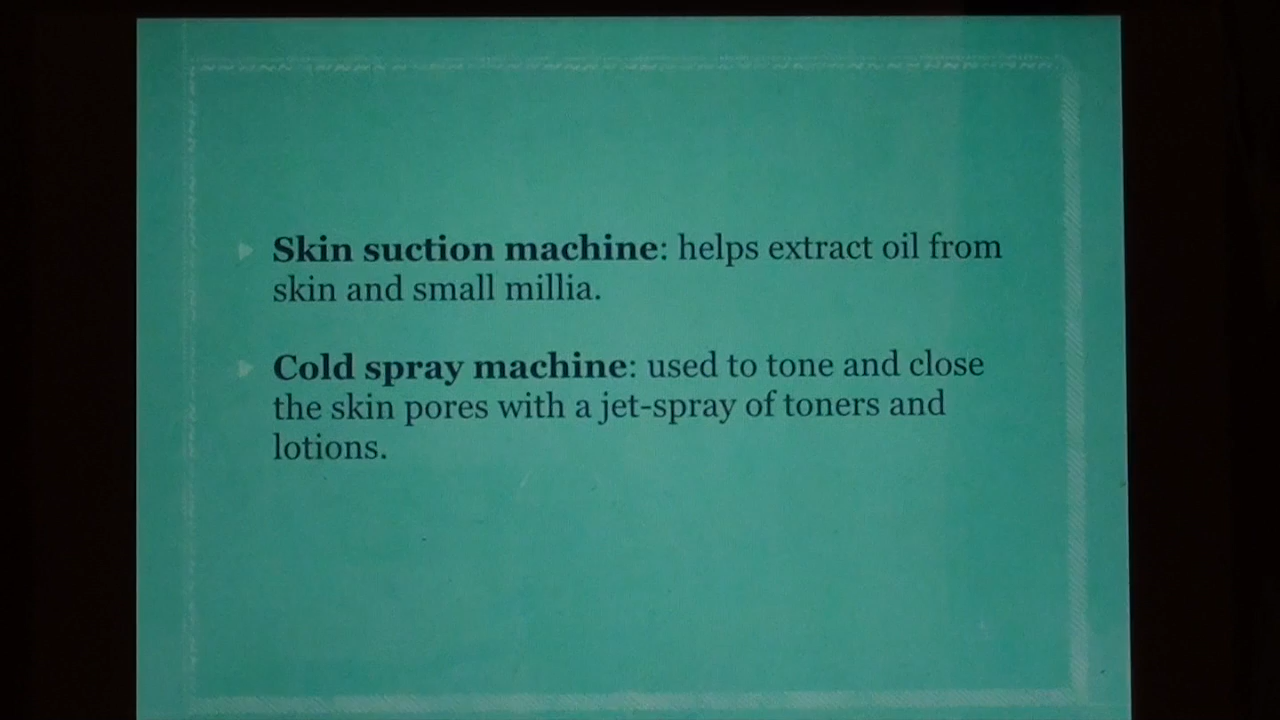 Skin suction machine: helps extract oil from
skin and small millia.
Cold spray machine: used to tone and close
the skin pores with a jet-spray of toners and
lotions.